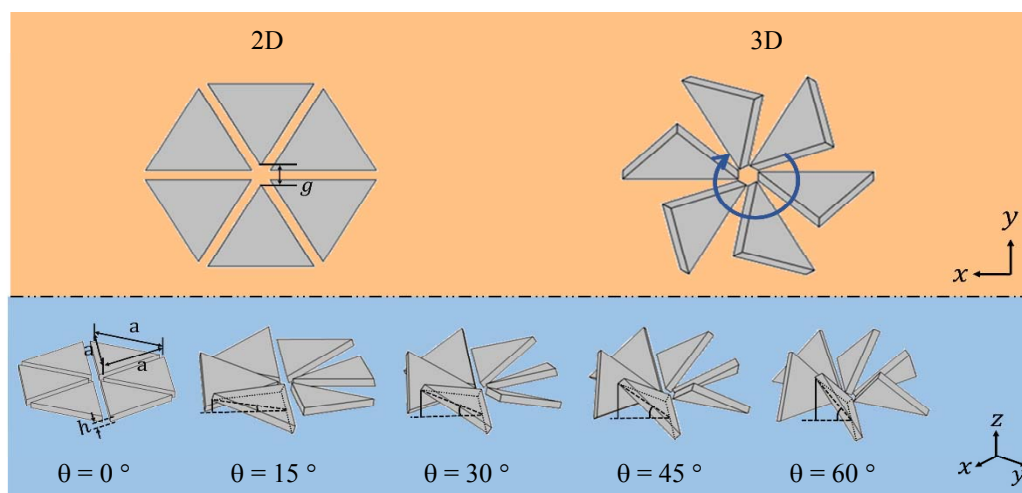 2D
3D
g
y
x
a
a
a
h
z
x
y
θ = 0 °
θ = 15 °
θ = 30 °
θ = 45 °
θ = 60 °